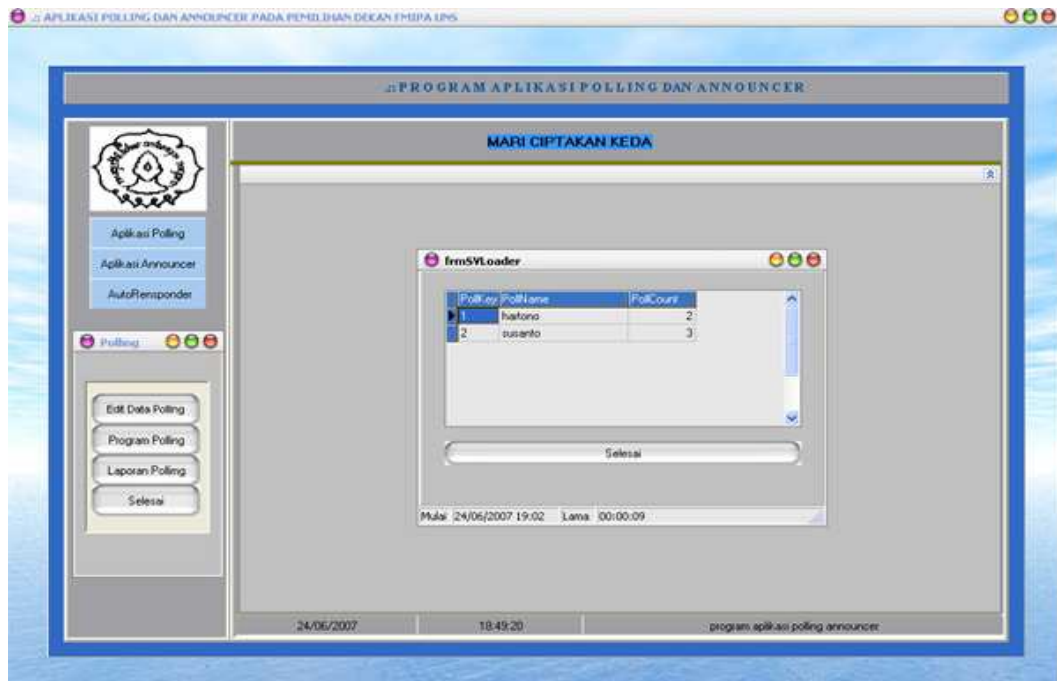 .:: APLIKASI POLLING DAN ANNOUNCER PADA PEMILIHAN DEKAN FMIPA UNS
.::PROGRAM APLIKASI POLLING DAN ANNOUNCER
MARI CIPTAKAN KEDA
Aplikasi Polling
Aplikasi Announcer
AutoRensponder
Polling
Edit Data Polling
Program Polling
Laporan Polling
Selesai
frmSVLoader
PollKey PollName PollCount
1 haitono 2
2 susanto 3
Selesai
Mulai 24/06/2007 19:02 Lama 00:00:09
24/06/2007 18:49:20 program aplikasi polling announcer